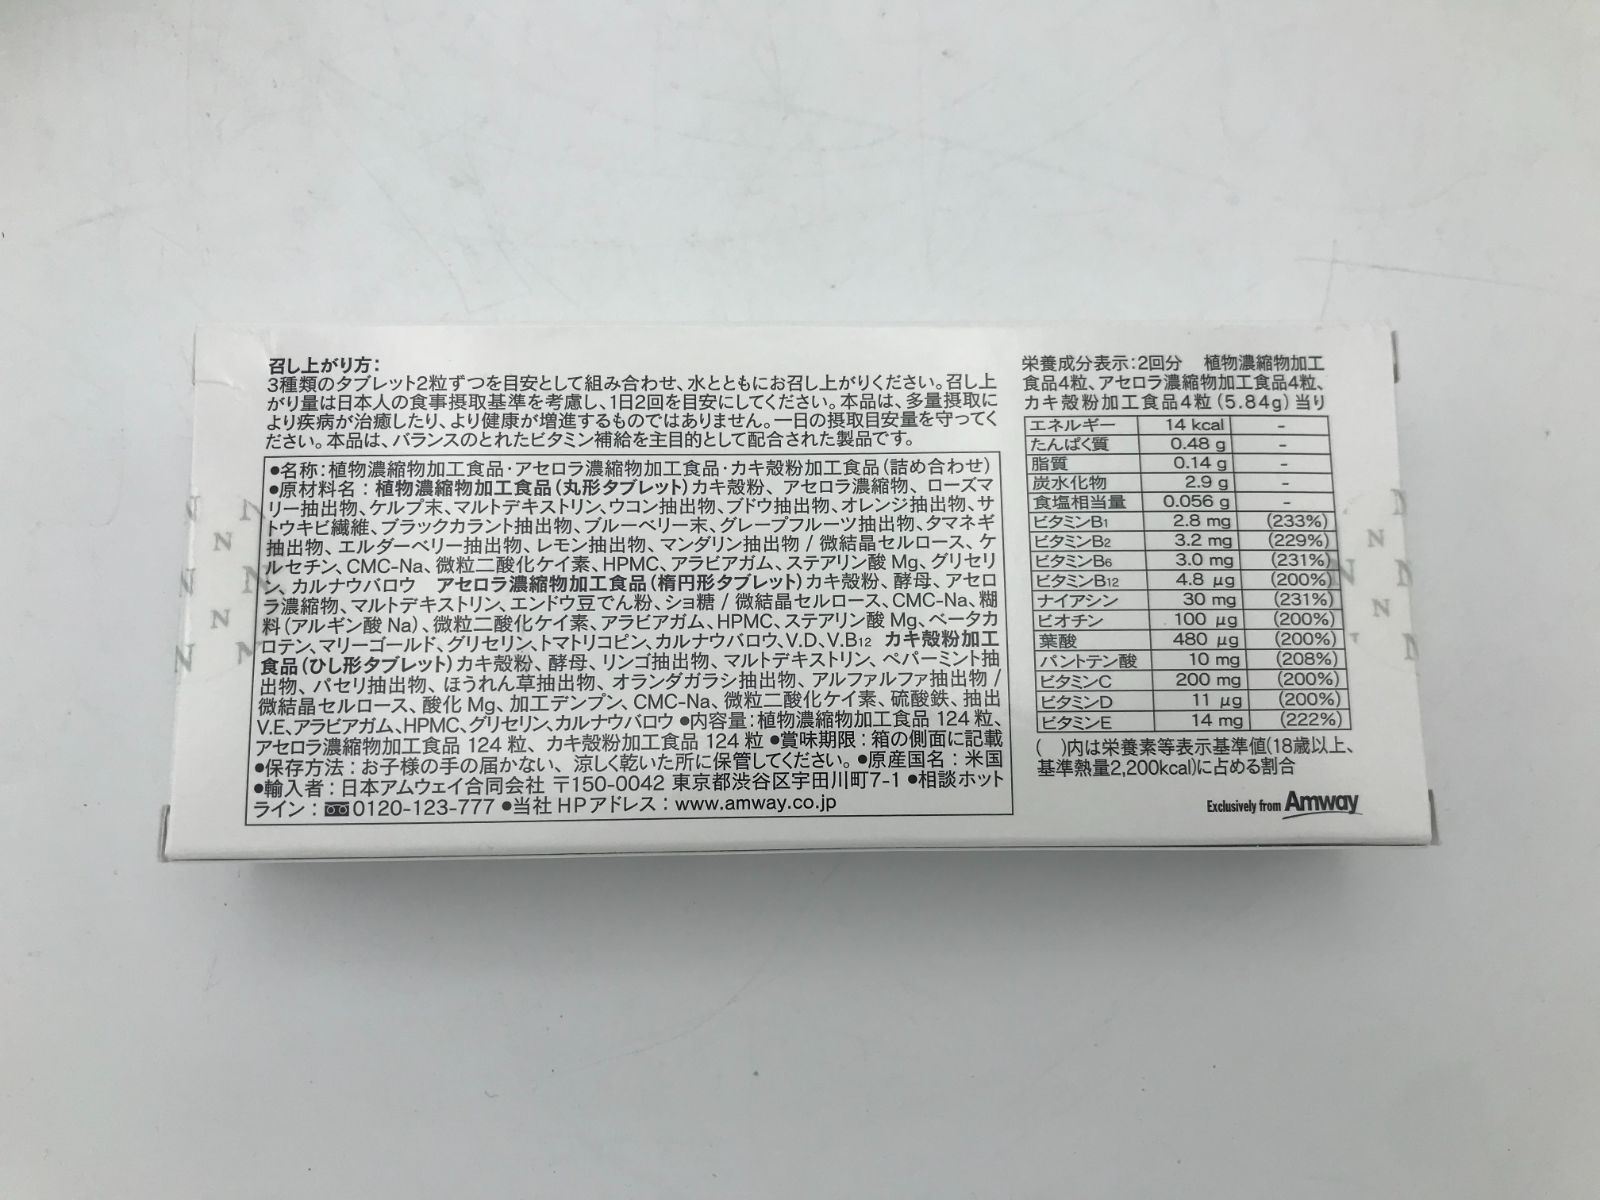 召し上がり方：
3種類のタブレット2粒ずつを目安として組み合わせ、水とともにお召し上がりください。召し上
がり量は日本人の食事摂取基準を考慮し、1日2回を目安にしてください。本品は、多量摂取に
より疾病が治癒したり、より健康が増進するものではありません。一日の摂取目安量を守ってく
ださい。本品は、バランスのとれたビタミン補給を主目的として配合された製品です。
●名称：植物濃縮物加工食品・アセロラ濃縮物加工食品・カキ殻粉加工食品（詰め合わせ）
●原材料名：植物濃縮物加工食品（丸形タブレット）カキ殻粉、アセロラ濃縮物、ローズマ
リー抽出物、ケルプ末、マルトデキストリン、ウコン抽出物、ブドウ抽出物、オレンジ抽出物、サ
トウキビ繊維、ブラックカラント抽出物、ブルーベリー末、グレープフルーツ抽出物、タマネギ
抽出物、エルダーベリー抽出物、レモン抽出物、マンダリン抽出物 / 微結晶セルロース、ケ
ルセチン、CMC-Na、微粒二酸化ケイ素、HPMC、アラビアガム、ステアリン酸 Mg、グリセリ
ン、カルナウバロウ アセロラ濃縮物加工食品（楕円形タブレット）カキ殻粉、酵母、アセロ
ラ濃縮物、マルトデキストリン、エンドウ豆でん粉、ショ糖 / 微結晶セルロース、CMC-Na、糊
料（アルギン酸 Na）、微粒二酸化ケイ素、アラビアガム、HPMC、ステアリン酸 Mg、ベータカ
ロテン、マリーゴールド、グリセリン、トマトリコピン、カルナウバロウ、V.D、V.B12 カキ殻粉加工
食品（ひし形タブレット）カキ殻粉、酵母、リンゴ抽出物、マルトデキストリン、ペパーミント抽
出物、パセリ抽出物、ほうれん草抽出物、オランダガラシ抽出物、アルファルファ抽出物 /
微結晶セルロース、酸化 Mg、加工デンプン、CMC-Na、微粒二酸化ケイ素、硫酸鉄、抽出
V.E、アラビアガム、HPMC、グリセリン、カルナウバロウ ●内容量：植物濃縮物加工食品 124 粒、
アセロラ濃縮物加工食品 124 粒、カキ殻粉加工食品 124 粒 ●賞味期限：箱の側面に記載
●保存方法：お子様の手の届かない、涼しく乾いた所に保管してください。●原産国名：米国
●輸入者：日本アムウェイ合同会社 〒150-0042 東京都渋谷区宇田川町7-1 ●相談ホット
ライン：0120-123-777 ●当社 HP アドレス：www.amway.co.jp
栄養成分表示：2回分 植物濃縮物加工
食品4粒、アセロラ濃縮物加工食品4粒、
カキ殻粉加工食品4粒（5.84g）当り
エネルギー 14 kcal -
たんぱく質 0.48 g -
脂質 0.14 g -
炭水化物 2.9 g -
食塩相当量 0.056 g -
ビタミンB1 2.8 mg (233%)
ビタミンB2 3.2 mg (229%)
ビタミンB6 3.0 mg (231%)
ビタミンB12 4.8 μg (200%)
ナイアシン 30 mg (231%)
ビオチン 100 μg (200%)
葉酸 480 μg (200%)
パントテン酸 10 mg (208%)
ビタミンC 200 mg (200%)
ビタミンD 11 μg (200%)
ビタミンE 14 mg (222%)
(　)内は栄養素等表示基準値(18歳以上、
基準熱量2,200kcal)に占める割合
Exclusively from Amway